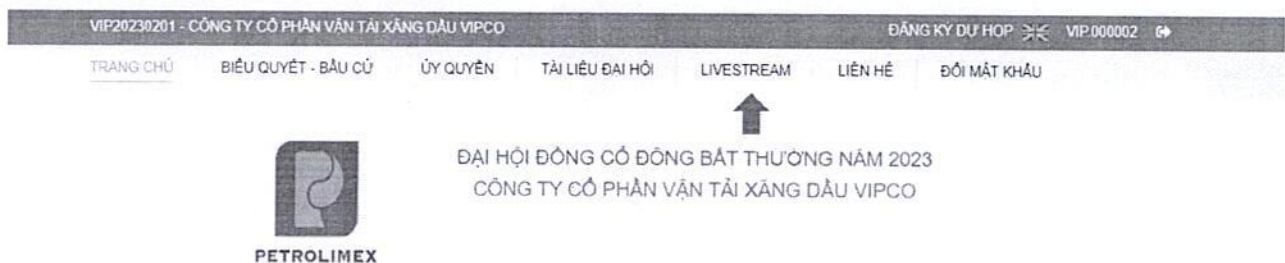 VIP20230201 - CÔNG TY CỔ PHẦN VẬN TẢI XĂNG DẦU VIPCO ĐĂNG KÝ DỰ HỌP VIP.000002
TRANG CHỦ BIỂU QUYẾT - BẦU CỬ ỦY QUYỀN TÀI LIỆU ĐẠI HỘI LIVESTREAM LIÊN HỆ ĐỔI MẬT KHẨU
ĐẠI HỘI ĐỒNG CỔ ĐÔNG BẤT THƯỜNG NĂM 2023
CÔNG TY CỔ PHẦN VẬN TẢI XĂNG DẦU VIPCO
PETROLIMEX